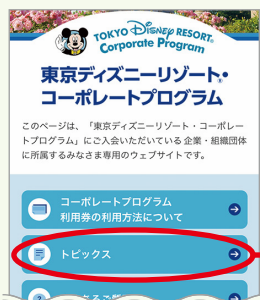 TOKYO Disney RESORT®
Corporate Program
東京ディズニーリゾート®・
コーポレートプログラム
このページは、「東京ディズニーリゾート・コーポレー
トプログラム」にご入会いただいている 企業・組織団体
に所属するみなさま専用のウェブサイトです。
コーポレートプログラム
利用券の利用方法について
トピックス